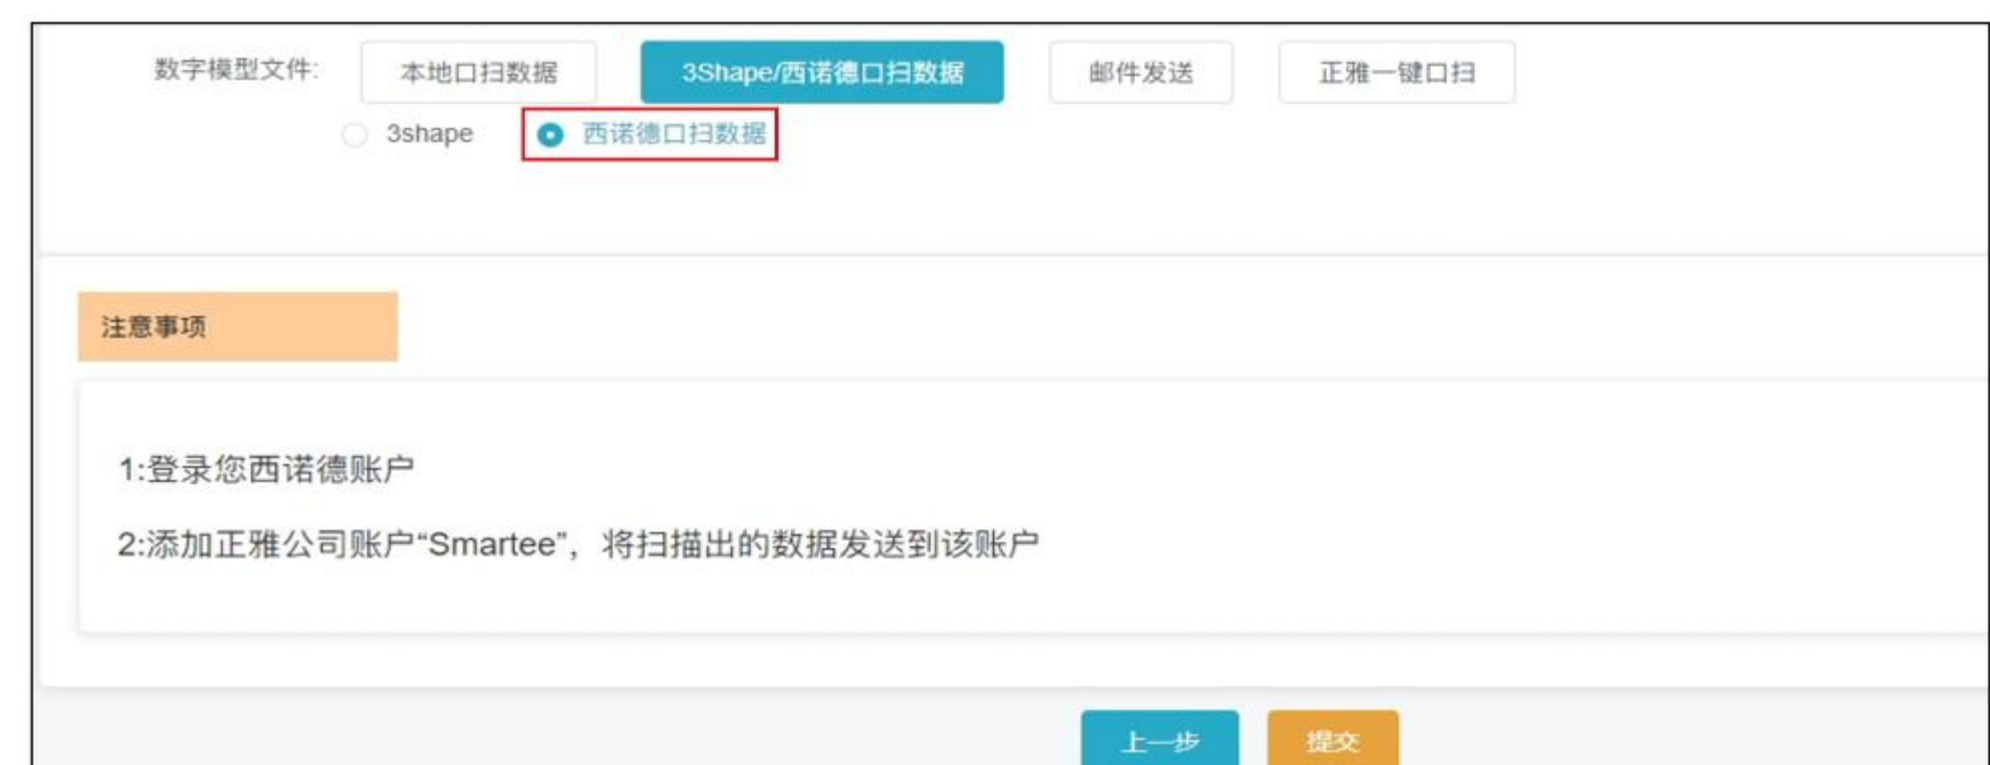 数字模型文件: 本地口扫数据 3Shape/西诺德口扫数据 邮件发送 正雅一键口扫
3shape 西诺德口扫数据
注意事项
1:登录您西诺德账户
2:添加正雅公司账户“Smartee”，将扫描出的数据发送到该账户
上一步 提交